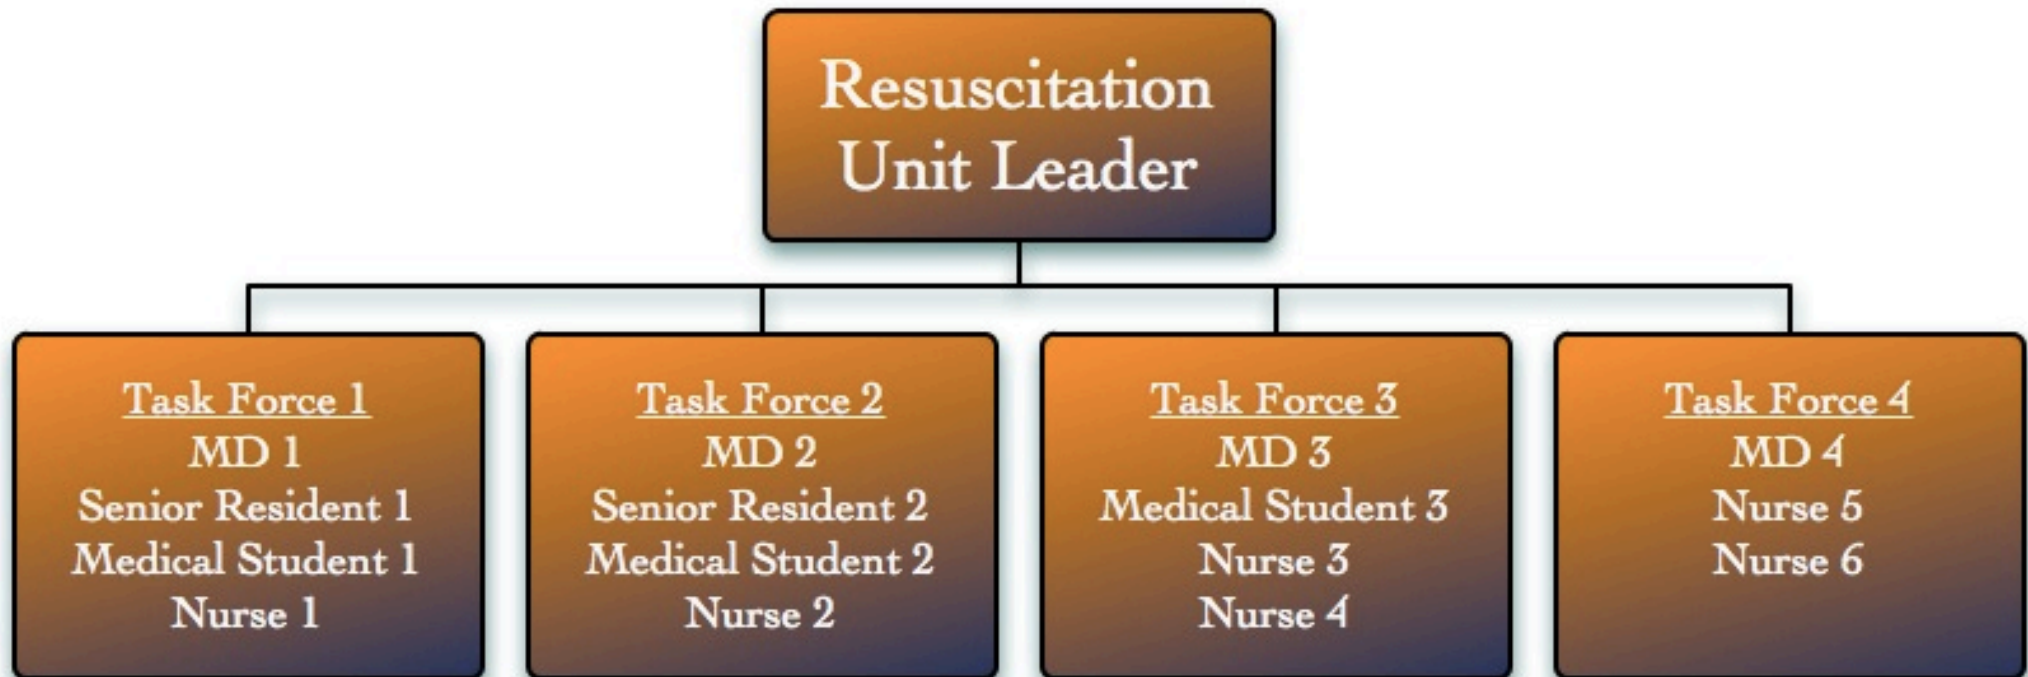 Resuscitation
Unit Leader
Task Force 1
MD 1
Senior Resident 1
Medical Student 1
Nurse 1
Task Force 2
MD 2
Senior Resident 2
Medical Student 2
Nurse 2
Task Force 3
MD 3
Medical Student 3
Nurse 3
Nurse 4
Task Force 4
MD 4
Nurse 5
Nurse 6